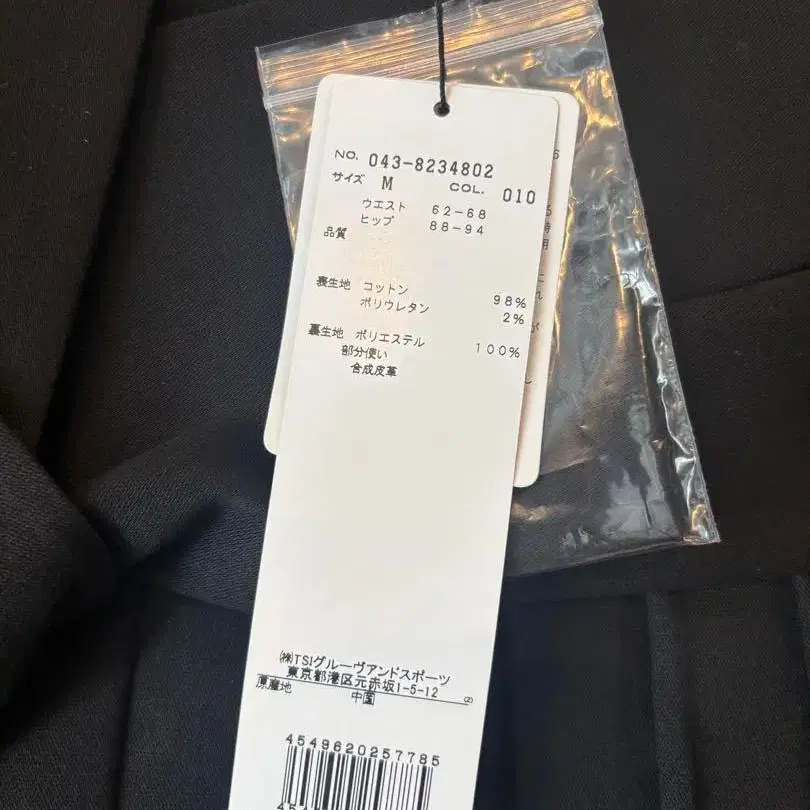 NO. 043-8234802
サイズ M COL. 010
ウエスト 62-68
ヒップ 88-94
品質
表生地 コットン 98%
ポリウレタン 2%
裏生地 ポリエステル 100%
部分使い
合成皮革
㈱TSIグルーヴアンドスポーツ
東京都港区元赤坂1-5-12
原産地 中国
4549620257785